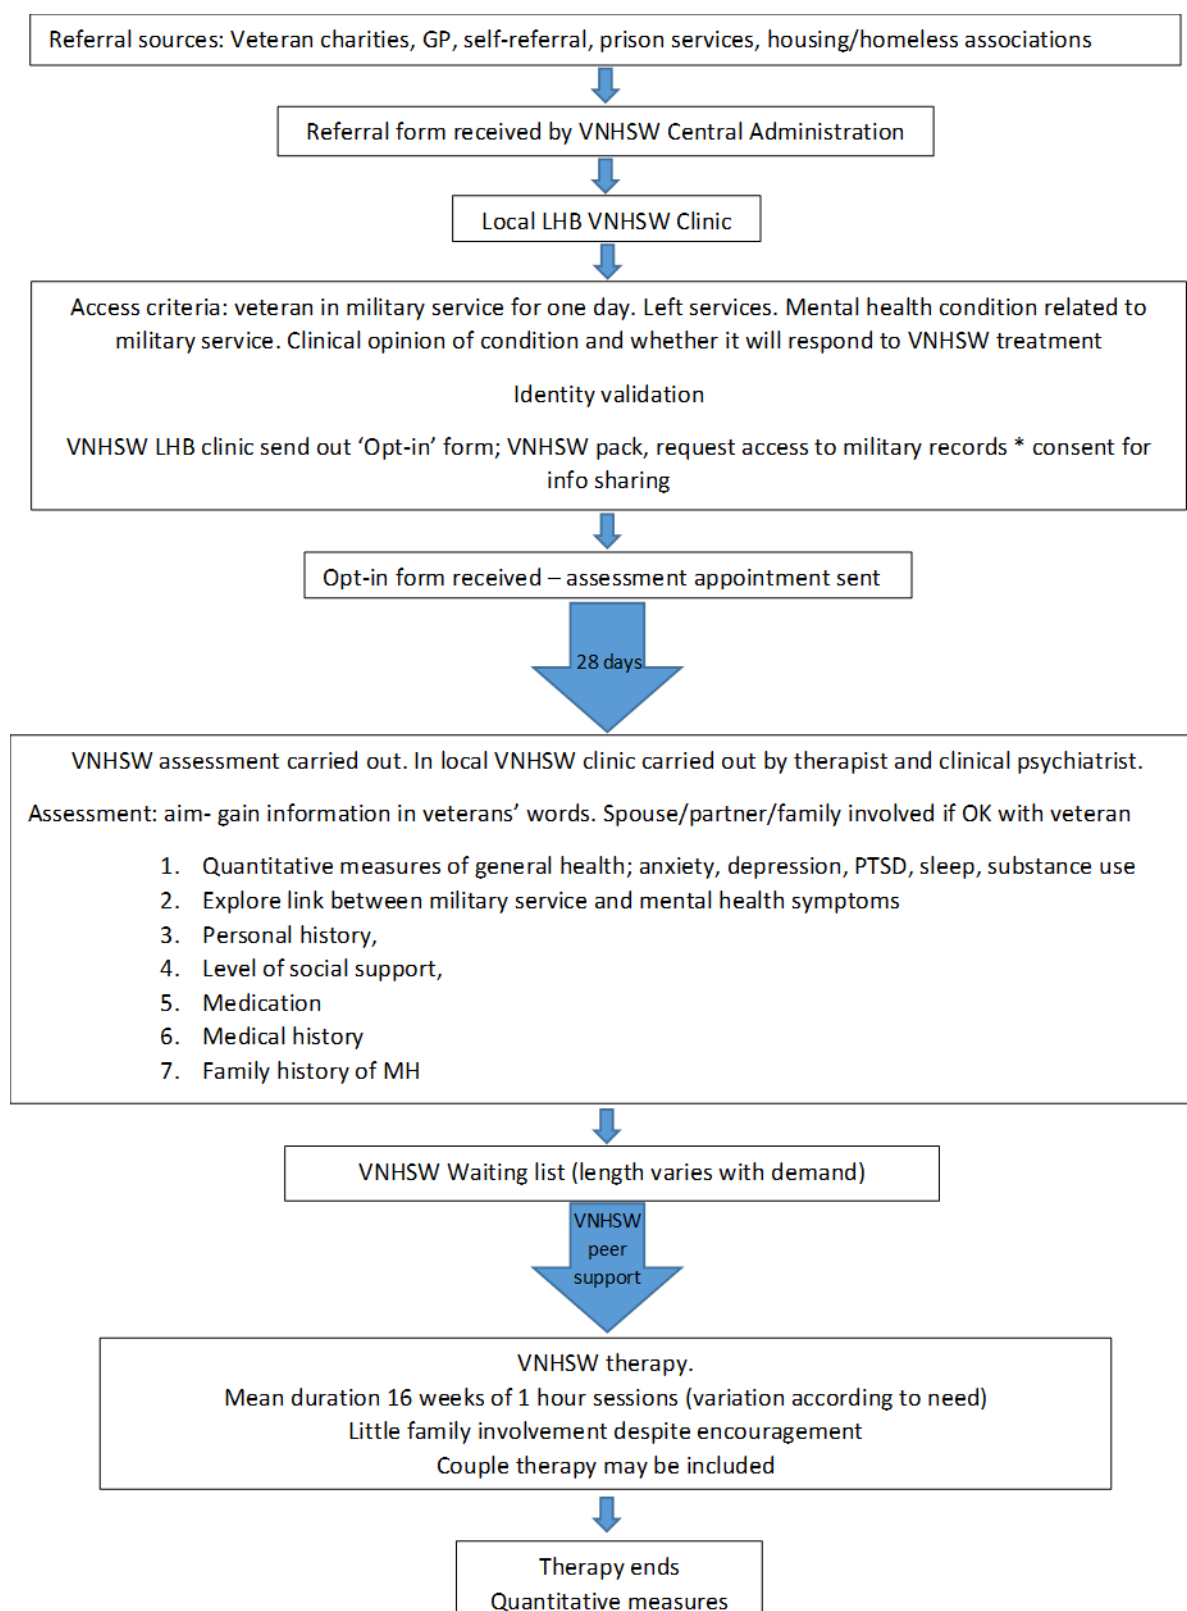 Referral sources: Veteran charities, GP, self-referral, prison services, housing/homeless associations
Referral form received by VNHSW Central Administration
Local LHB VNHSW Clinic
Access criteria: veteran in military service for one day. Left services. Mental health condition related to
military service. Clinical opinion of condition and whether it will respond to VNHSW treatment
Identity validation
VNHSW LHB clinic send out ‘Opt-in’ form; VNHSW pack, request access to military records * consent for
info sharing
Opt-in form received – assessment appointment sent
28 days
VNHSW assessment carried out. In local VNHSW clinic carried out by therapist and clinical psychiatrist.
Assessment: aim- gain information in veterans’ words. Spouse/partner/family involved if OK with veteran
1. Quantitative measures of general health; anxiety, depression, PTSD, sleep, substance use
2. Explore link between military service and mental health symptoms
3. Personal history,
4. Level of social support,
5. Medication
6. Medical history
7. Family history of MH
VNHSW Waiting list (length varies with demand)
VNHSW
peer
support
VNHSW therapy.
Mean duration 16 weeks of 1 hour sessions (variation according to need)
Little family involvement despite encouragement
Couple therapy may be included
Therapy ends
Quantitative measures